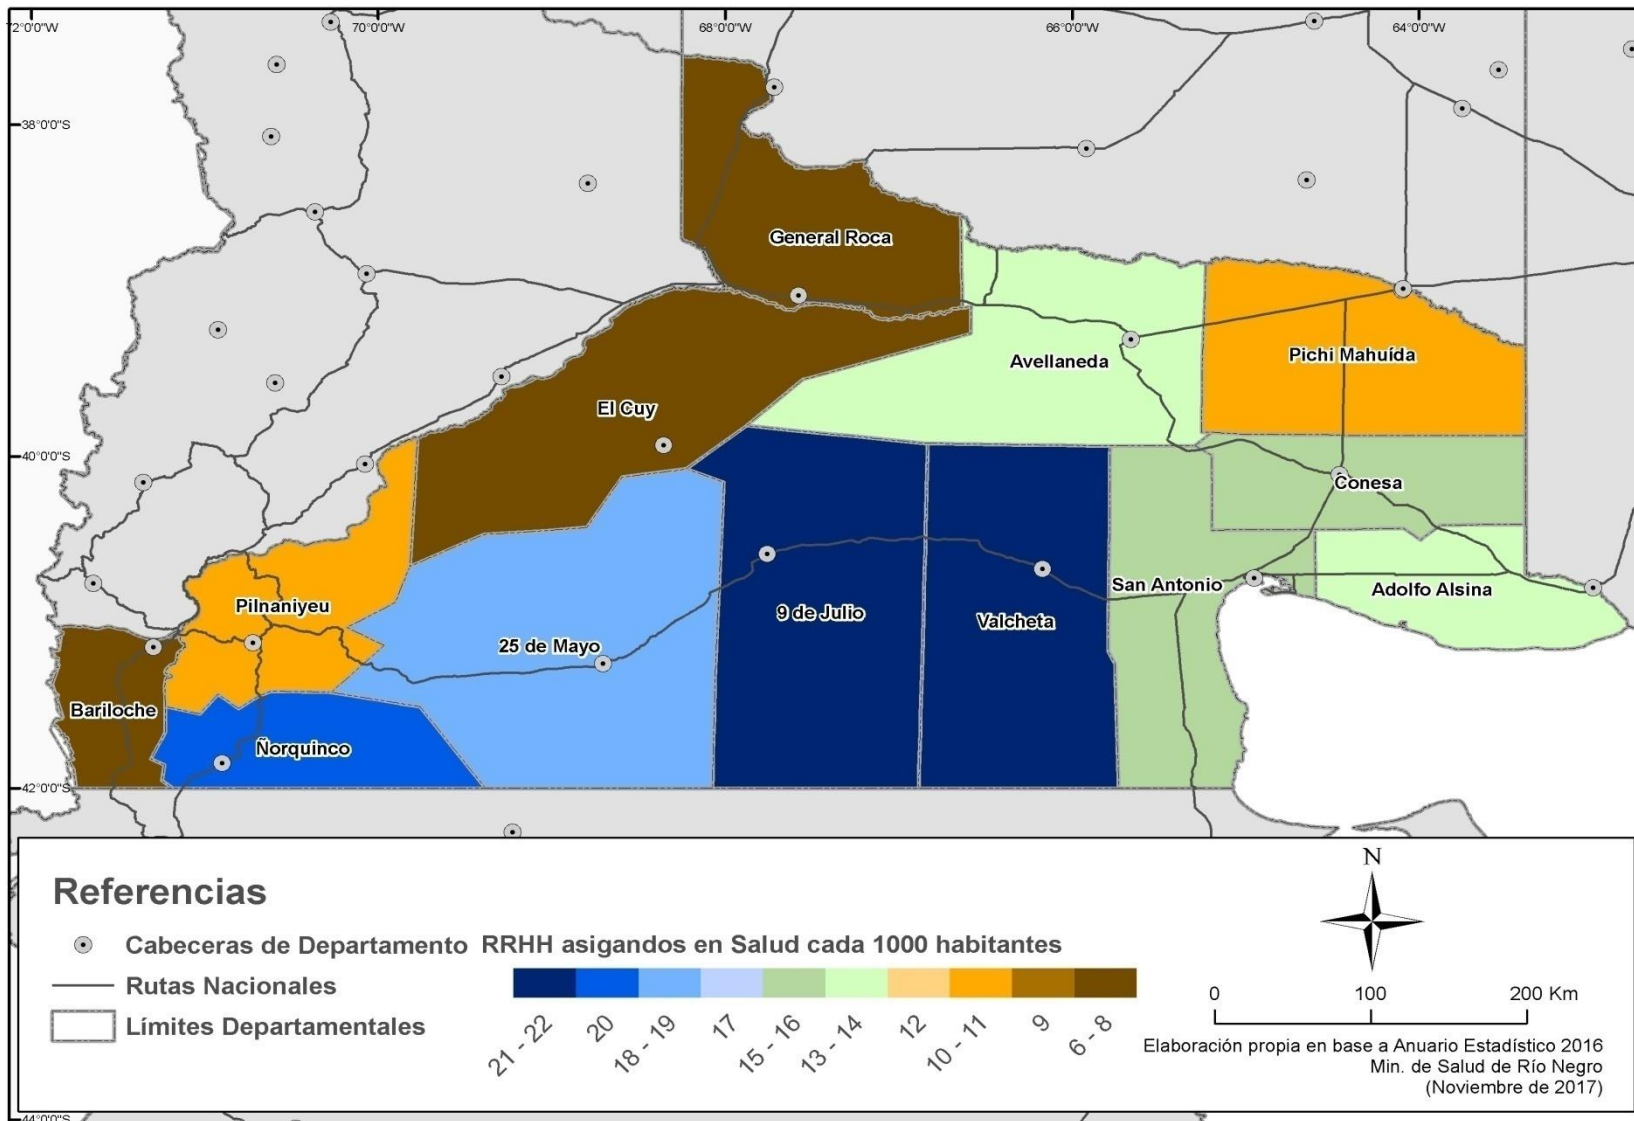 72°0'0"W
70°0'0"W
68°0'0"W
66°0'0"W
64°0'0"W
38°0'0"S
General Roca
Avellaneda
Pichi Mahuída
El Cuy
40°0'0"S
Conesa
San Antonio
Adolfo Alsina
Pilnaniyeu
9 de Julio
Valcheta
25 de Mayo
Bariloche
Ñorquinco
42°0'0"S
Referencias
Cabeceras de Departamento
Rutas Nacionales
Límites Departamentales
RRHH asigandos en Salud cada 1000 habitantes
21 - 22
20
18 - 19
17
15 - 16
13 - 14
12
10 - 11
9
6 - 8
N
0 100 200 Km
Elaboración propia en base a Anuario Estadístico 2016
Min. de Salud de Río Negro
(Noviembre de 2017)
44°0'0"S